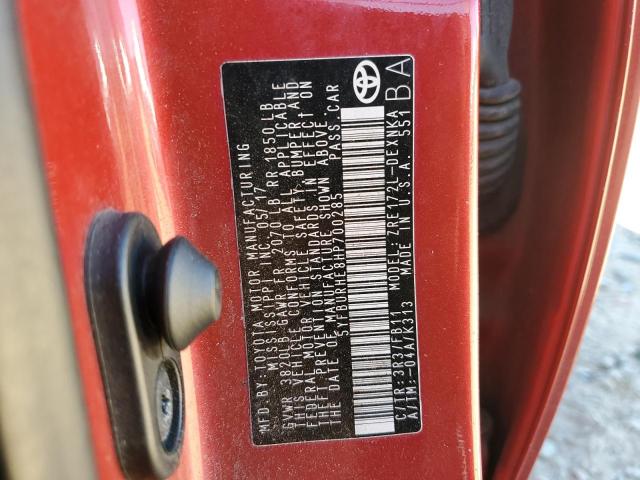 MFD.BY:TOYOTA MOTOR MANUFACTURING
MISSISSIPPI INC. 05/17
GVWR 3820LB GAWR FR 2070LB RR 1850LB
THIS VEHICLE CONFORMS TO ALL APPLICABLE
FEDERAL MOTOR VEHICLE SAFETY, BUMPER, AND
THEFT PREVENTION STANDARDS IN EFFECT ON
THE DATE OF MANUFACTURE SHOWN ABOVE.
5YFBURHE8HP700285 PASS.CAR
C/TR:3R3/FB11 MODEL:ZRE172L-DEXNKA
A/TM:-04A/K313 MADE IN U.S.A. 551
BA